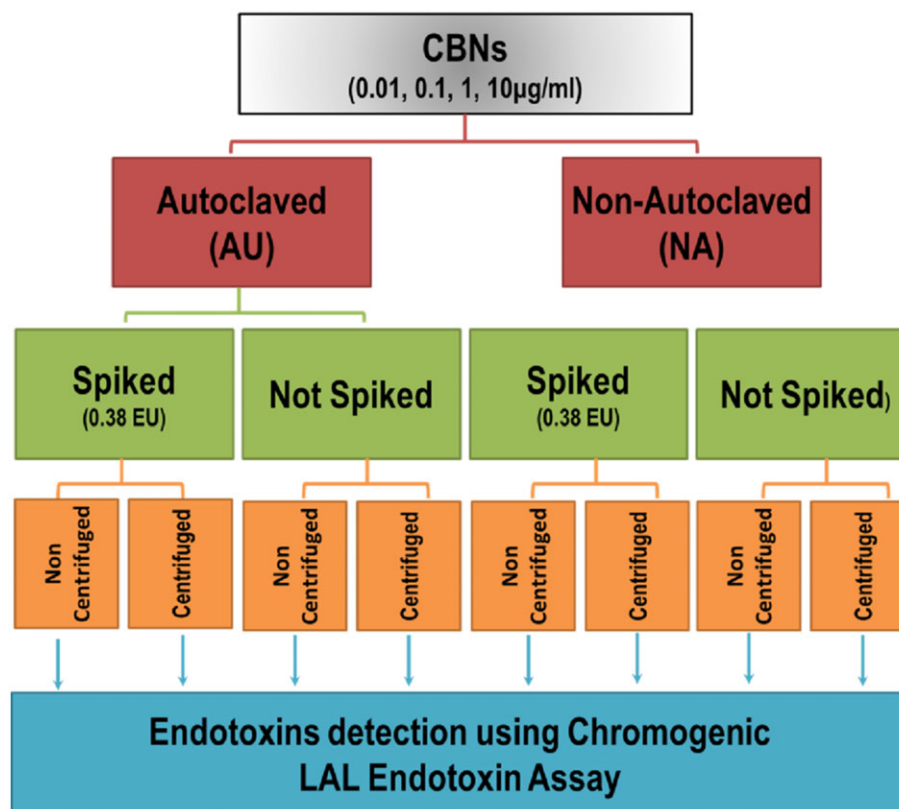 CBNs
(0.01, 0.1, 1, 10µg/ml)
Autoclaved
(AU)
Non-Autoclaved
(NA)
Spiked
(0.38 EU)
Not Spiked
Spiked
(0.38 EU)
Not Spiked)
Non
Centrifuged
Centrifuged
Non
Centrifuged
Centrifuged
Non
Centrifuged
Centrifuged
Non
Centrifuged
Centrifuged
Endotoxins detection using Chromogenic
LAL Endotoxin Assay